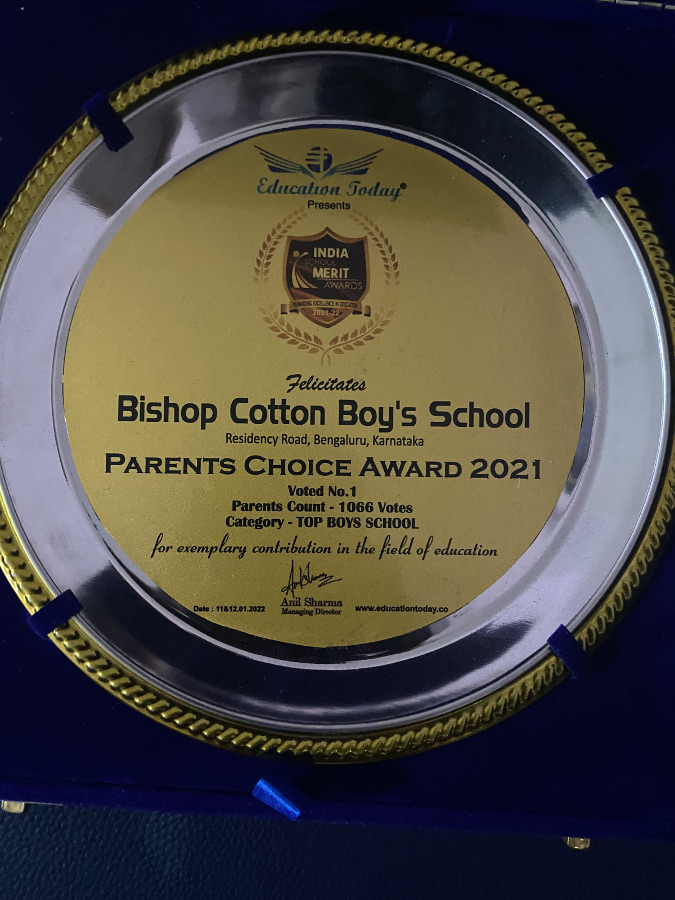 Education Today®
Presents
INDIA
SCHOOL
MERIT
AWARDS
REWARDING EXCELLENCE IN EDUCATION
2021-22
Felicitates
Bishop Cotton Boy's School
Residency Road, Bengaluru, Karnataka
PARENTS CHOICE AWARD 2021
Voted No.1
Parents Count - 1066 Votes
Category - TOP BOYS SCHOOL
for exemplary contribution in the field of education
Anil Sharma
Managing Director
Date : 11&12.01.2022
www.educationtoday.co